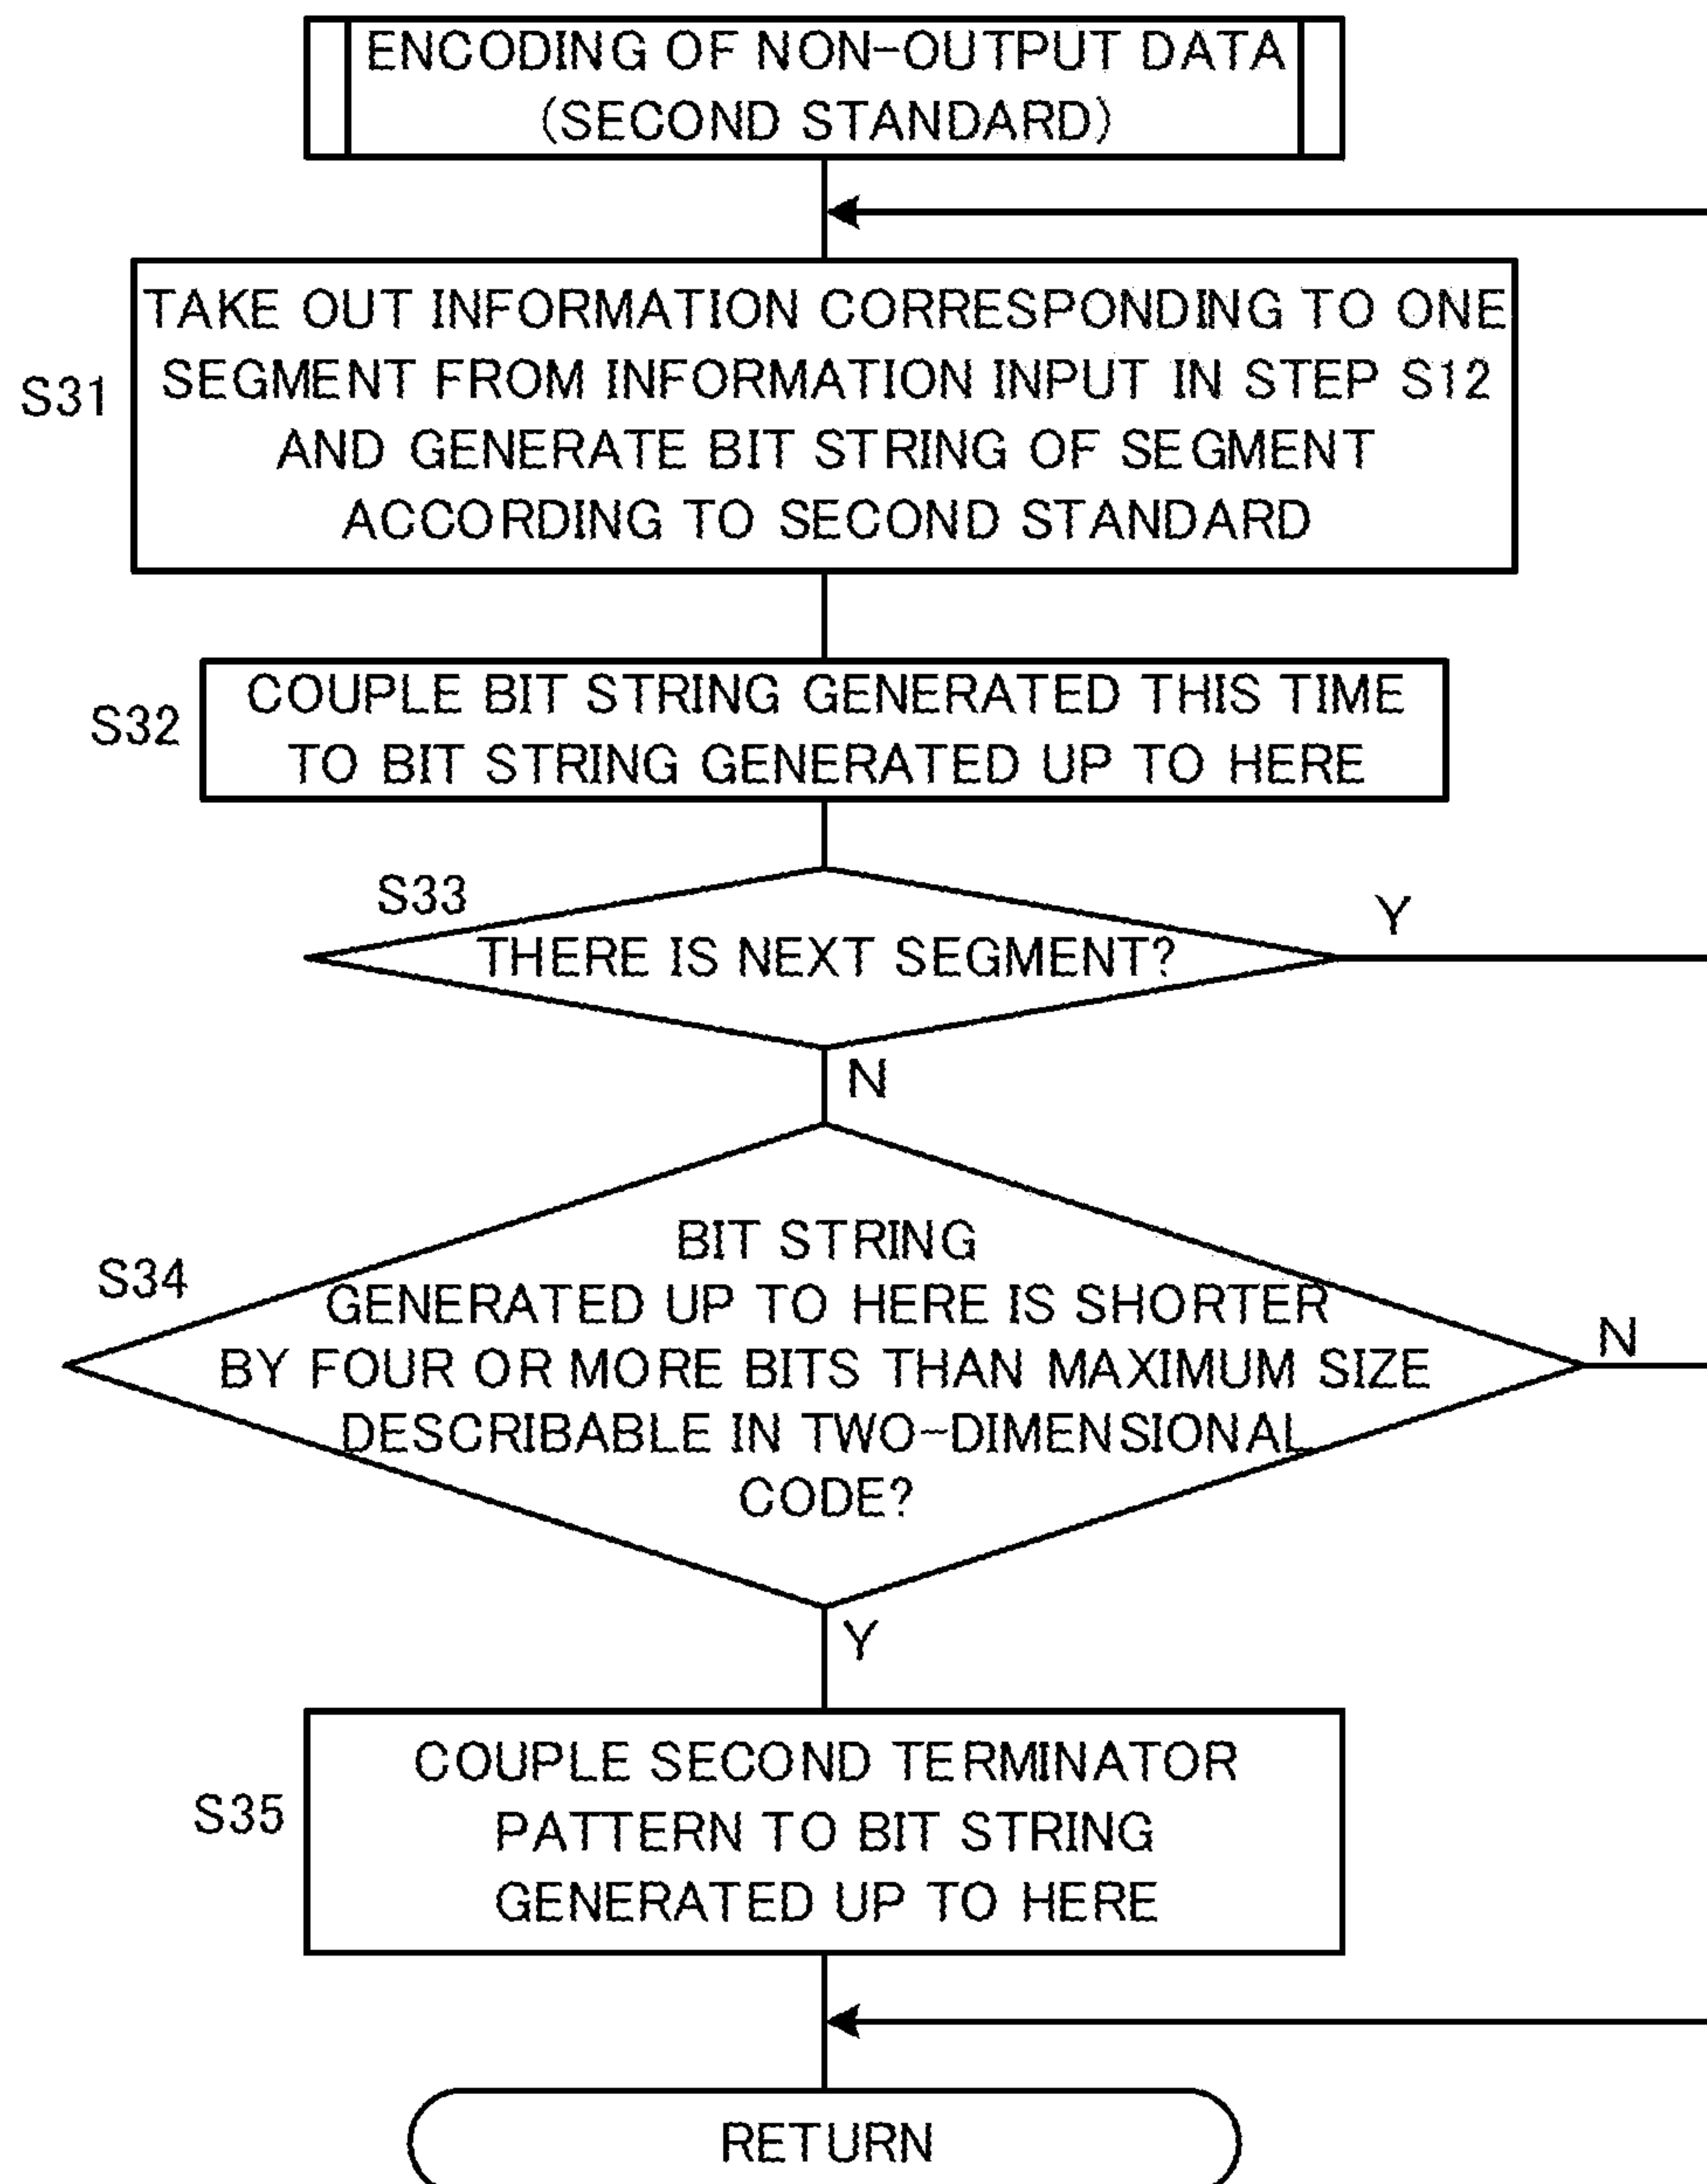 ENCODING OF NON-OUTPUT DATA
(SECOND STANDARD)
TAKE OUT INFORMATION CORRESPONDING TO ONE
SEGMENT FROM INFORMATION INPUT IN STEP S12
AND GENERATE BIT STRING OF SEGMENT
ACCORDING TO SECOND STANDARD
S31
COUPLE BIT STRING GENERATED THIS TIME
TO BIT STRING GENERATED UP TO HERE
S32
S33
THERE IS NEXT SEGMENT?
Y
N
S34
BIT STRING
GENERATED UP TO HERE IS SHORTER
BY FOUR OR MORE BITS THAN MAXIMUM SIZE
DESCRIBABLE IN TWO-DIMENSIONAL
CODE?
N
Y
S35
COUPLE SECOND TERMINATOR
PATTERN TO BIT STRING
GENERATED UP TO HERE
RETURN